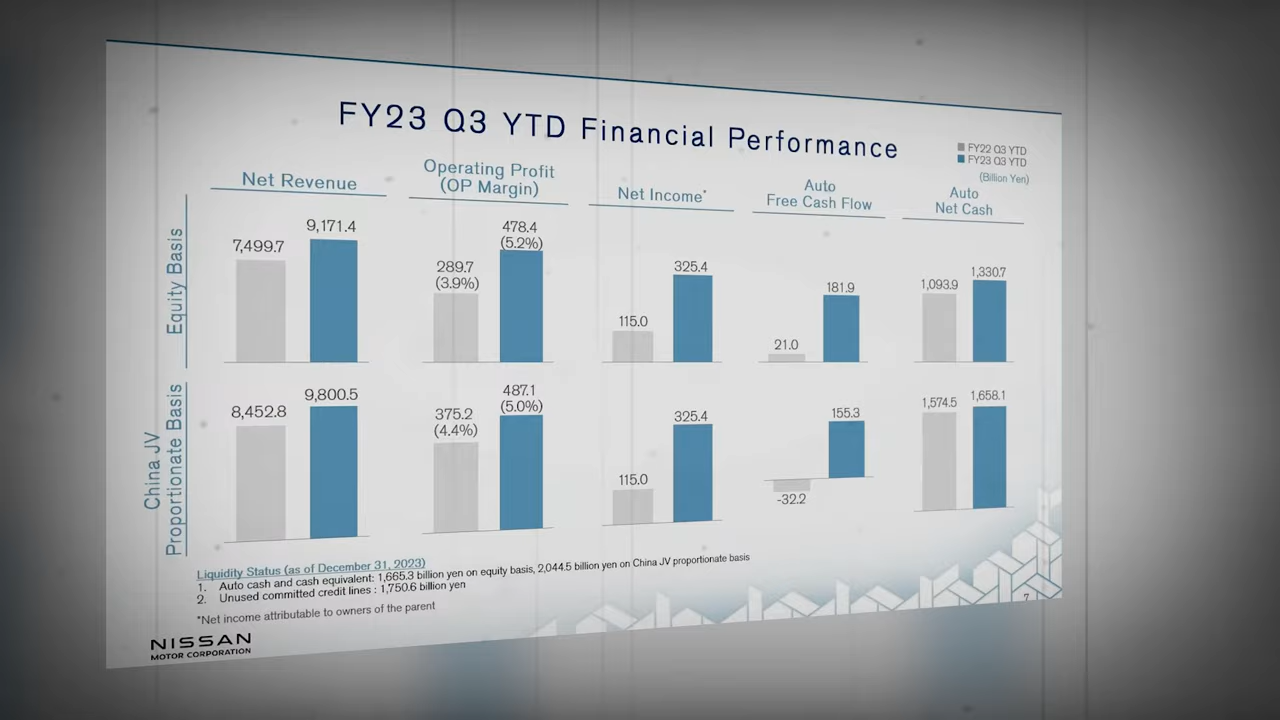 FY23 Q3 YTD Financial Performance
FY22 Q3 YTD
FY23 Q3 YTD
(Billion Yen)
Net Revenue
Operating Profit
(OP Margin)
Net Income*
Auto
Free Cash Flow
Auto
Net Cash
Equity Basis
7,499.7
9,171.4
289.7
(3.9%)
478.4
(5.2%)
115.0
325.4
21.0
181.9
1,093.9
1,330.7
China JV
Proportionate Basis
8,452.8
9,800.5
375.2
(4.4%)
487.1
(5.0%)
115.0
325.4
-32.2
155.3
1,574.5
1,658.1
Liquidity Status (as of December 31, 2023)
1. Auto cash and cash equivalent: 1,665.3 billion yen on equity basis, 2,044.5 billion yen on China JV proportionate basis
2. Unused committed credit lines : 1,750.6 billion yen
*Net income attributable to owners of the parent
NISSAN
MOTOR CORPORATION
7